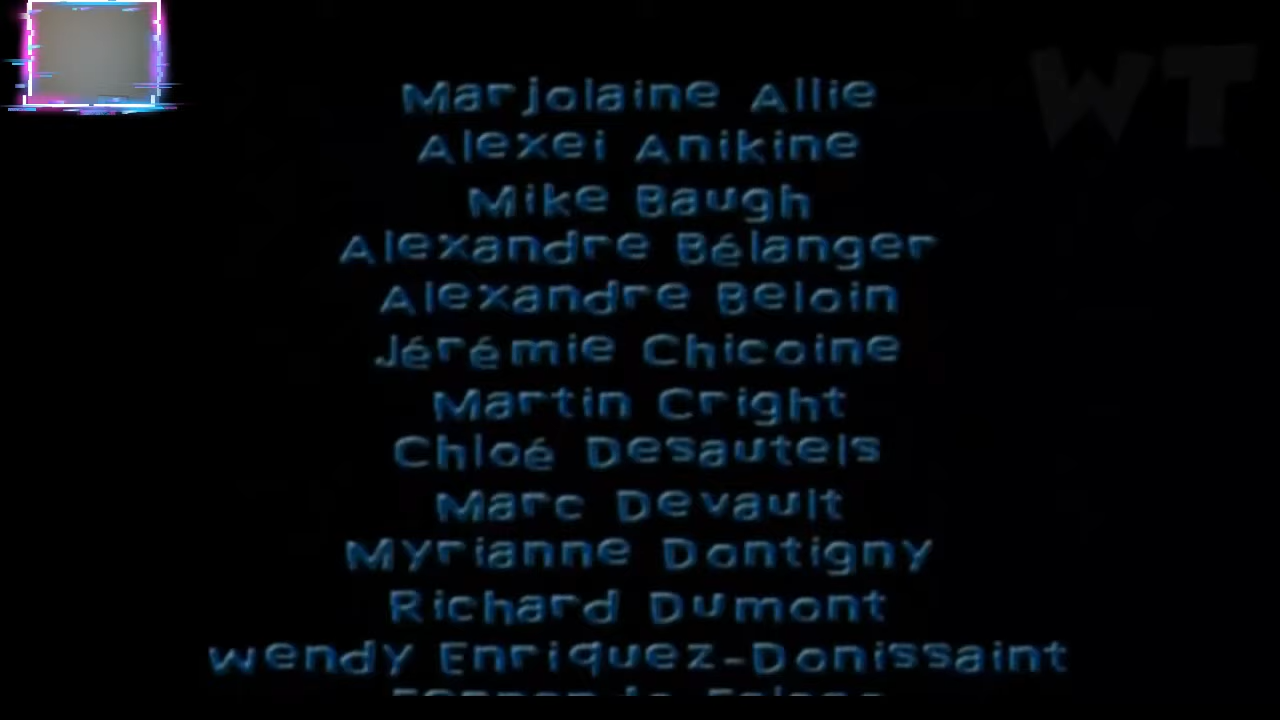 WT
Marjolaine Allie
Alexei Anikine
Mike Baugh
Alexandre Bélanger
Alexandre Beloin
Jérémie Chicoine
Martin Cright
Chloé Desautels
Marc Devault
Myrianne Dontigny
Richard Dumont
Wendy Enriquez-Donissaint